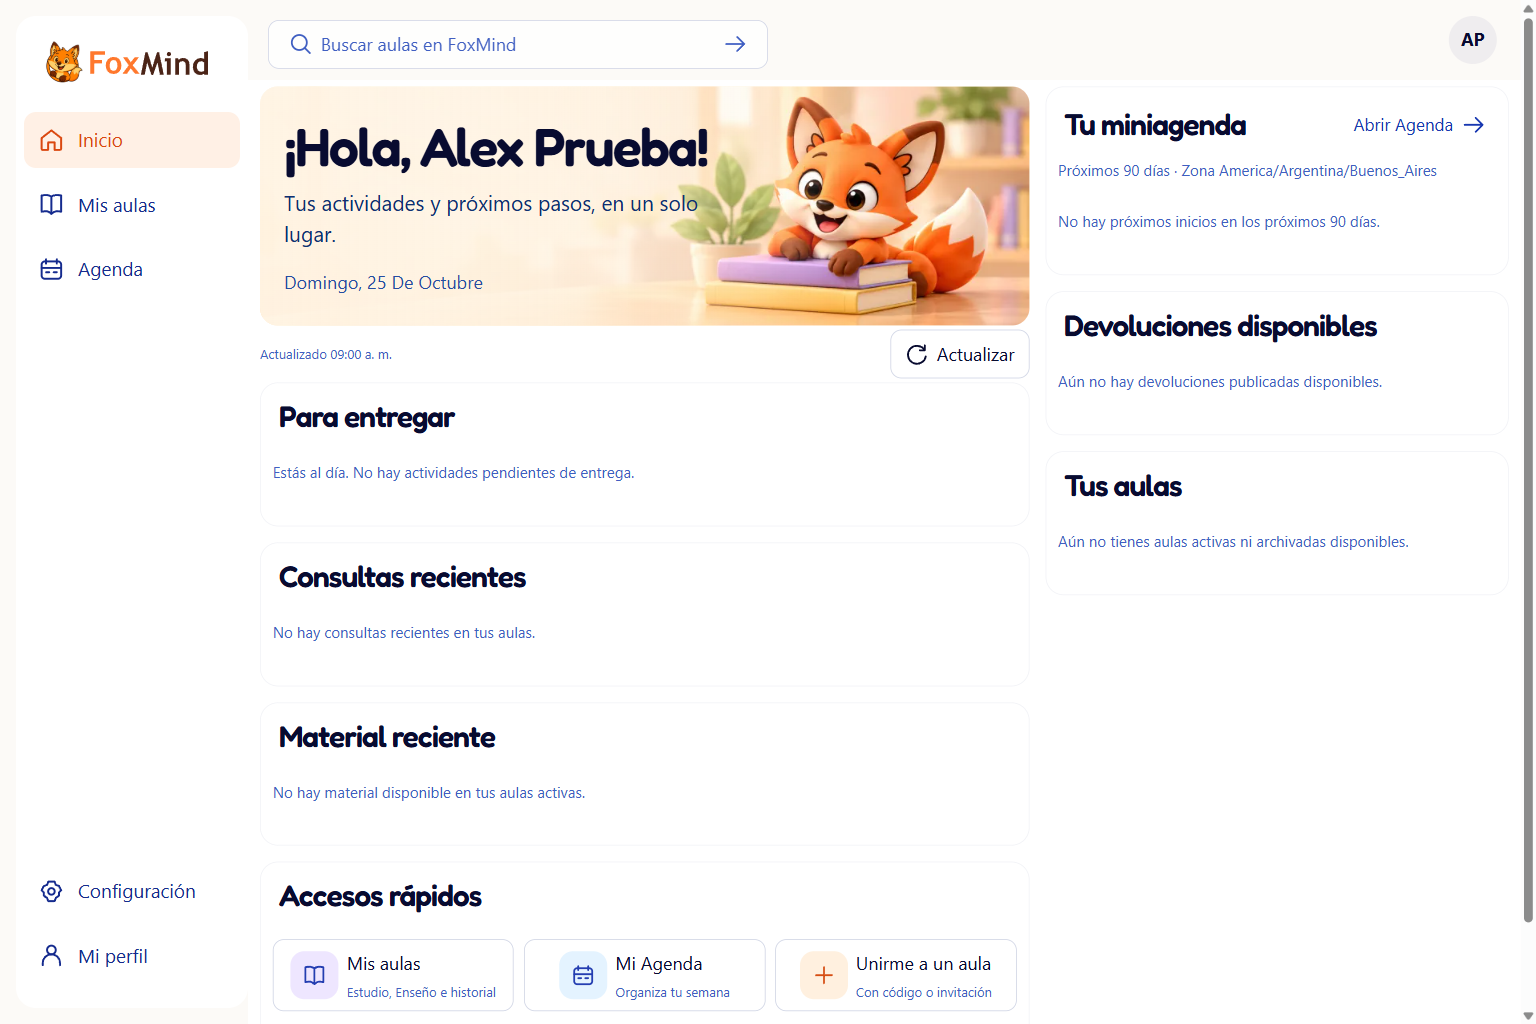 FoxMind
Inicio
Mis aulas
Agenda
Configuración
Mi perfil
Buscar aulas en FoxMind
AP
¡Hola, Alex Prueba!
Tus actividades y próximos pasos, en un solo
lugar.
Domingo, 25 De Octubre
Actualizado 09:00 a. m.
Actualizar
Para entregar
Estás al día. No hay actividades pendientes de entrega.
Consultas recientes
No hay consultas recientes en tus aulas.
Material reciente
No hay material disponible en tus aulas activas.
Accesos rápidos
Mis aulas
Estudio, Enseño e historial
Mi Agenda
Organiza tu semana
Unirme a un aula
Con código o invitación
Tu miniagenda
Abrir Agenda
Próximos 90 días · Zona America/Argentina/Buenos_Aires
No hay próximos inicios en los próximos 90 días.
Devoluciones disponibles
Aún no hay devoluciones publicadas disponibles.
Tus aulas
Aún no tienes aulas activas ni archivadas disponibles.